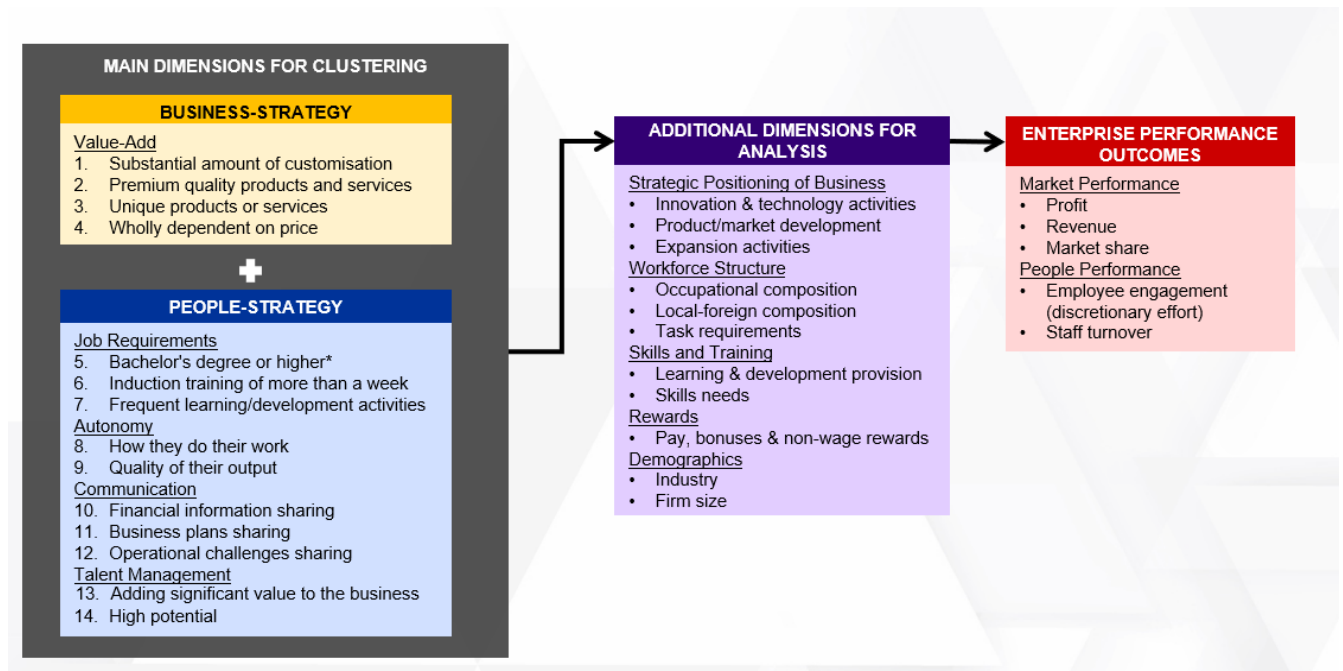 MAIN DIMENSIONS FOR CLUSTERING
BUSINESS-STRATEGY
Value-Add
1. Substantial amount of customisation
2. Premium quality products and services
3. Unique products or services
4. Wholly dependent on price
PEOPLE-STRATEGY
Job Requirements
5. Bachelor's degree or higher*
6. Induction training of more than a week
7. Frequent learning/development activities
Autonomy
8. How they do their work
9. Quality of their output
Communication
10. Financial information sharing
11. Business plans sharing
12. Operational challenges sharing
Talent Management
13. Adding significant value to the business
14. High potential
ADDITIONAL DIMENSIONS FOR
ANALYSIS
Strategic Positioning of Business
• Innovation & technology activities
• Product/market development
• Expansion activities
Workforce Structure
• Occupational composition
• Local-foreign composition
• Task requirements
Skills and Training
• Learning & development provision
• Skills needs
Rewards
• Pay, bonuses & non-wage rewards
Demographics
• Industry
• Firm size
ENTERPRISE PERFORMANCE
OUTCOMES
Market Performance
• Profit
• Revenue
• Market share
People Performance
• Employee engagement
(discretionary effort)
• Staff turnover